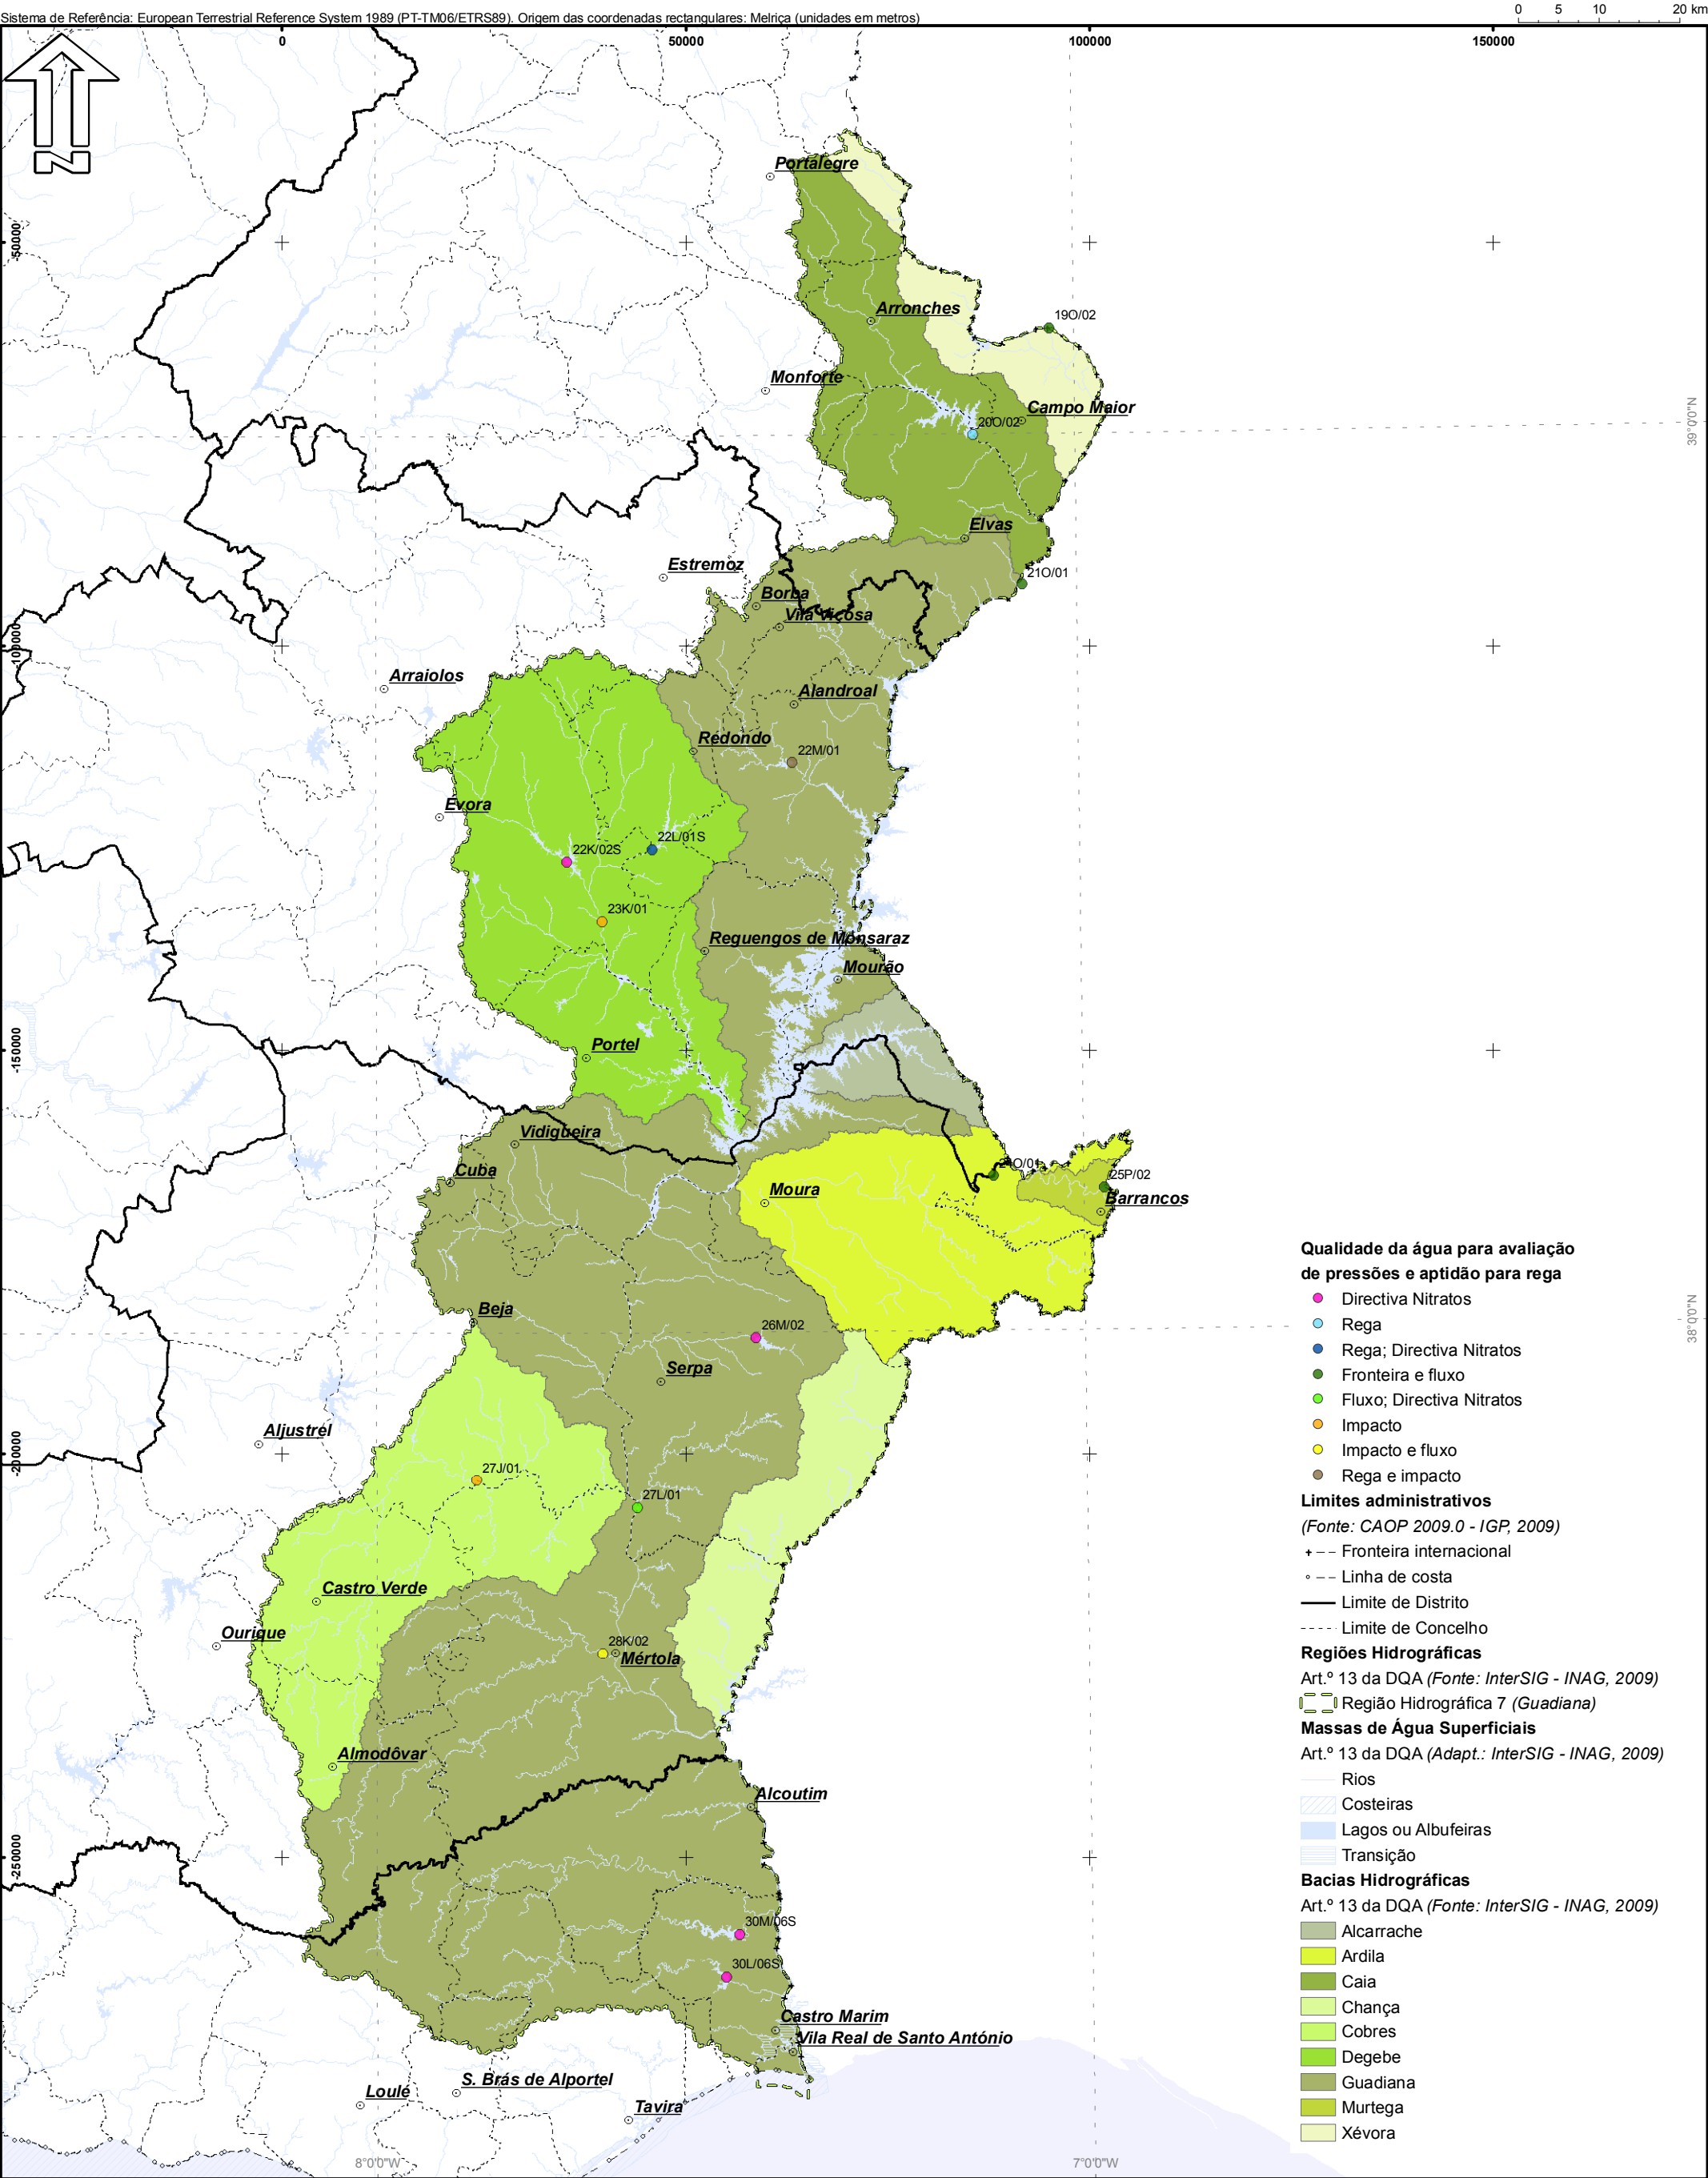 Sistema de Referência: European Terrestrial Reference System 1989 (PT-TM06/ETRS89). Origem das coordenadas rectangulares: Melriça (unidades em metros)
0 5 10 20 km
0 50000 100000 150000
N
Portalegre
-50000
Arronches
19O/02
Monforte
Campo Maior
20O/02
39°0'0"N
Elvas
Estremoz
21O/01
Borba
Vila Viçosa
-100000
Arraiolos
Alandroal
Redondo
22M/01
Évora
22L/01S
22K/02S
23K/01
Reguengos de Monsaraz
Mourão
-150000
Portel
Vidigueira
Cuba
25P/02
Moura
Barrancos
Beja
26M/02
38°0'0"N
Serpa
Aljustrel
-200000
27J/01
27L/01
Castro Verde
Ourique
28K/02
Mértola
Almodôvar
Alcoutim
-250000
30M/06S
30L/06S
Castro Marim
Vila Real de Santo António
S. Brás de Alportel
Loulé
Tavira
8°0'0"W
7°0'0"W
Qualidade da água para avaliação
de pressões e aptidão para rega
Directiva Nitratos
Rega
Rega; Directiva Nitratos
Fronteira e fluxo
Fluxo; Directiva Nitratos
Impacto
Impacto e fluxo
Rega e impacto
Limites administrativos
(Fonte: CAOP 2009.0 - IGP, 2009)
Fronteira internacional
Linha de costa
Limite de Distrito
Limite de Concelho
Regiões Hidrográficas
Art.º 13 da DQA (Fonte: InterSIG - INAG, 2009)
Região Hidrográfica 7 (Guadiana)
Massas de Água Superficiais
Art.º 13 da DQA (Adapt.: InterSIG - INAG, 2009)
Rios
Costeiras
Lagos ou Albufeiras
Transição
Bacias Hidrográficas
Art.º 13 da DQA (Fonte: InterSIG - INAG, 2009)
Alcarrache
Ardila
Caia
Chança
Cobres
Degebe
Guadiana
Murtega
Xévora